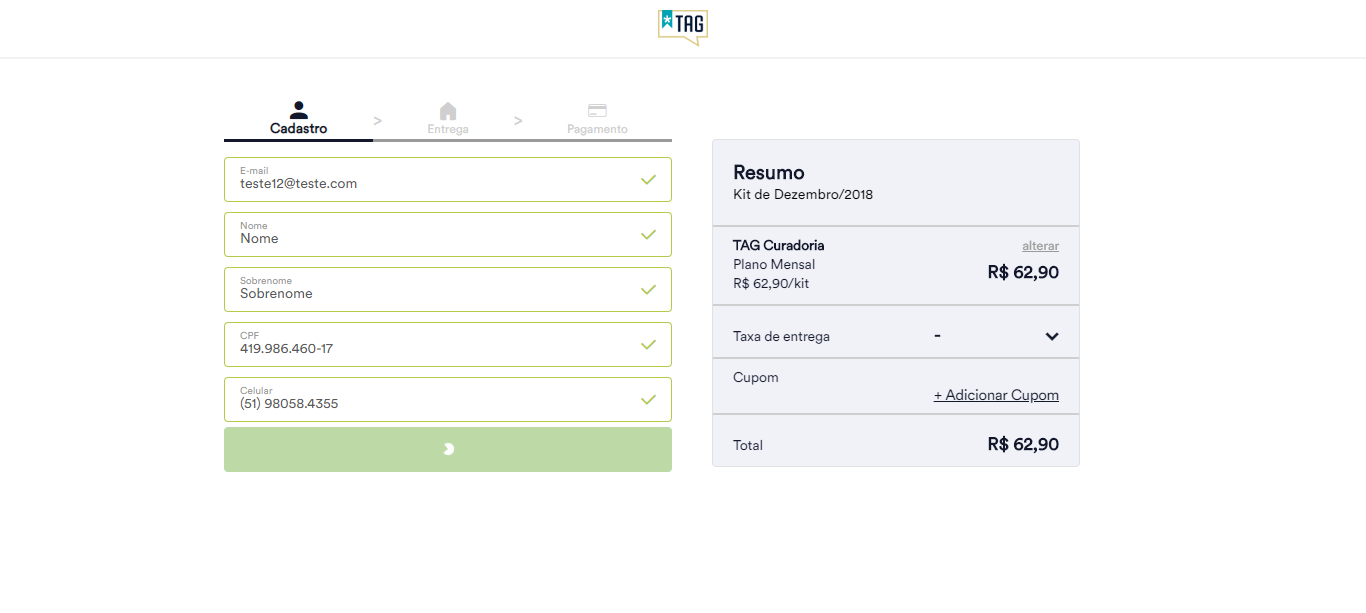 TAG
Cadastro > Entrega > Pagamento
E-mail
teste12@teste.com
Nome
Nome
Sobrenome
Sobrenome
CPF
419.986.460-17
Celular
(51) 98058.4355
Resumo
Kit de Dezembro/2018
TAG Curadoria alterar
Plano Mensal R$ 62,90
R$ 62,90/kit
Taxa de entrega -
Cupom
+ Adicionar Cupom
Total R$ 62,90